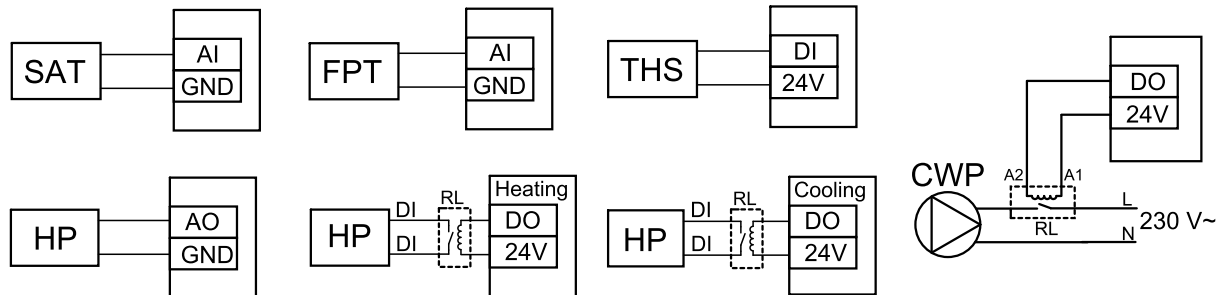 SAT
AI
GND
FPT
AI
GND
THS
DI
24V
DO
24V
HP
AO
GND
HP
DI
DI
RL
Heating
DO
24V
HP
DI
DI
RL
Cooling
DO
24V
CWP
A2
A1
RL
L
N
230 V~